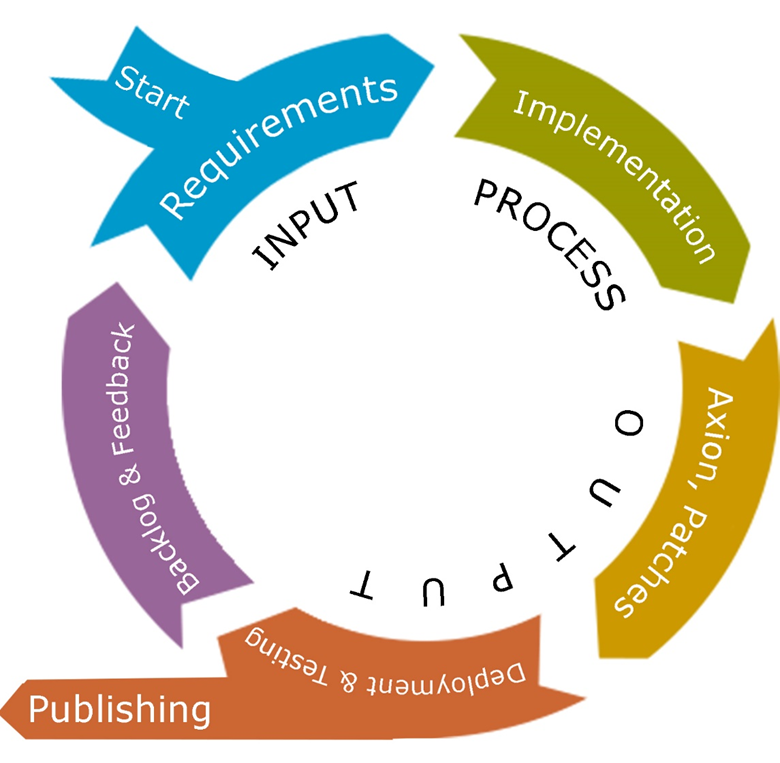 Start
Requirements
INPUT
Implementation
PROCESS
Axion, Patches
OUTPUT
Deployment & Testing
Publishing
Backlog & Feedback